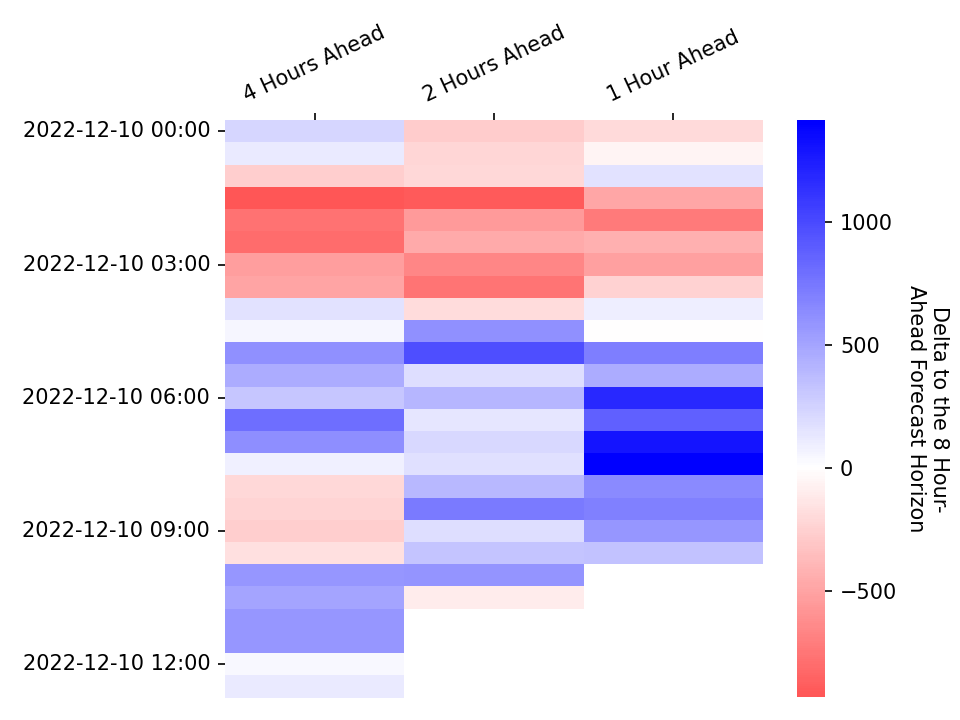 4 Hours Ahead
2 Hours Ahead
1 Hour Ahead
2022-12-10 00:00
2022-12-10 03:00
2022-12-10 06:00
2022-12-10 09:00
2022-12-10 12:00
1000
500
0
−500
Delta to the 8 Hour-
Ahead Forecast Horizon